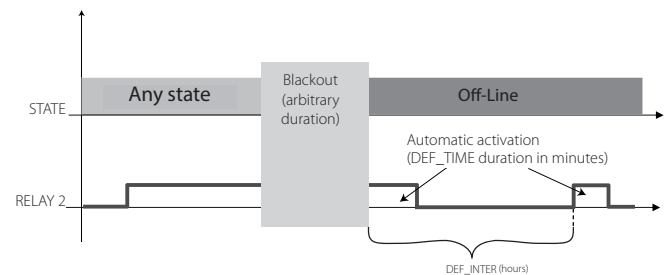 Any state
Blackout
(arbitrary
duration)
Off-Line
STATE
Automatic activation
(DEF_TIME duration in minutes)
RELAY 2
DEF_INTER (hours)